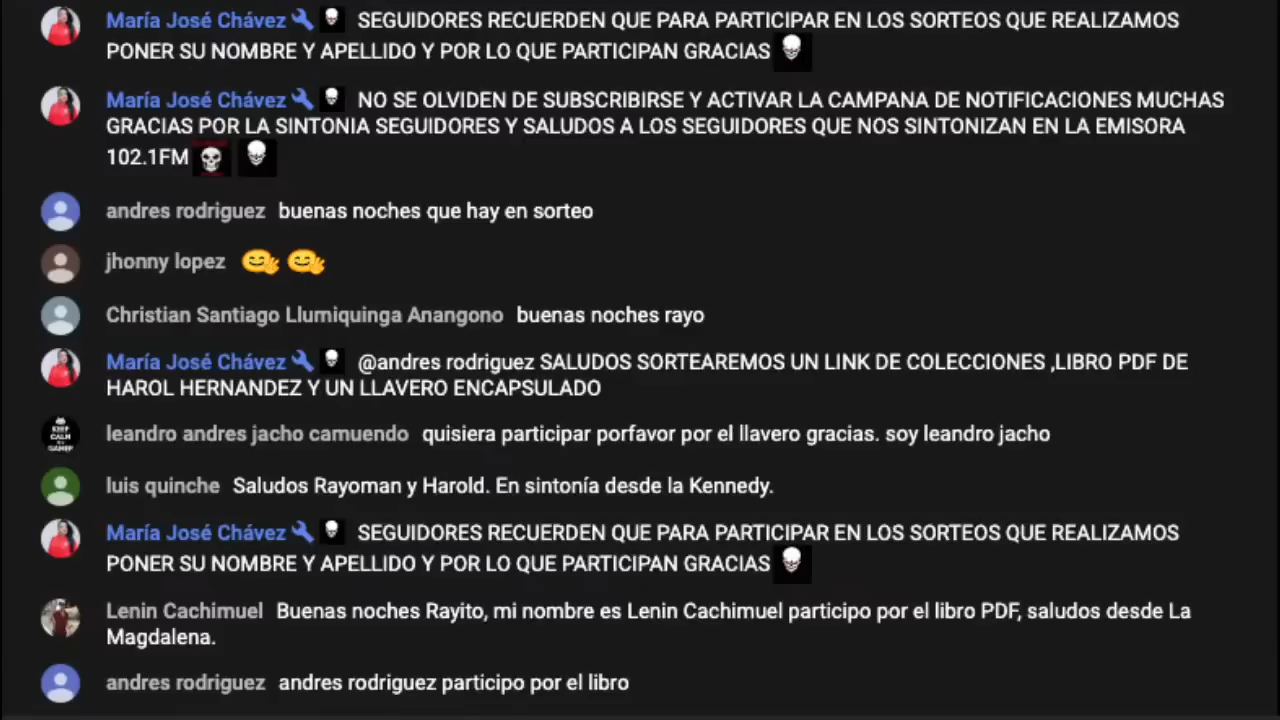 María José Chávez SEGUIDORES RECUERDEN QUE PARA PARTICIPAR EN LOS SORTEOS QUE REALIZAMOS
PONER SU NOMBRE Y APELLIDO Y POR LO QUE PARTICIPAN GRACIAS
María José Chávez NO SE OLVIDEN DE SUBSCRIBIRSE Y ACTIVAR LA CAMPANA DE NOTIFICACIONES MUCHAS
GRACIAS POR LA SINTONIA SEGUIDORES Y SALUDOS A LOS SEGUIDORES QUE NOS SINTONIZAN EN LA EMISORA
102.1FM
andres rodriguez buenas noches que hay en sorteo
jhonny lopez 😊👋 😊👋
Christian Santiago Llumiquinga Anangono buenas noches rayo
María José Chávez @andres rodriguez SALUDOS SORTEAREMOS UN LINK DE COLECCIONES ,LIBRO PDF DE
HAROL HERNANDEZ Y UN LLAVERO ENCAPSULADO
KEEP
CALM
leandro andres jacho camuendo quisiera participar porfavor por el llavero gracias. soy leandro jacho
luis quinche Saludos Rayoman y Harold. En sintonía desde la Kennedy.
María José Chávez SEGUIDORES RECUERDEN QUE PARA PARTICIPAR EN LOS SORTEOS QUE REALIZAMOS
PONER SU NOMBRE Y APELLIDO Y POR LO QUE PARTICIPAN GRACIAS
Lenin Cachimuel Buenas noches Rayito, mi nombre es Lenin Cachimuel participo por el libro PDF, saludos desde La
Magdalena.
andres rodriguez andres rodriguez participo por el libro